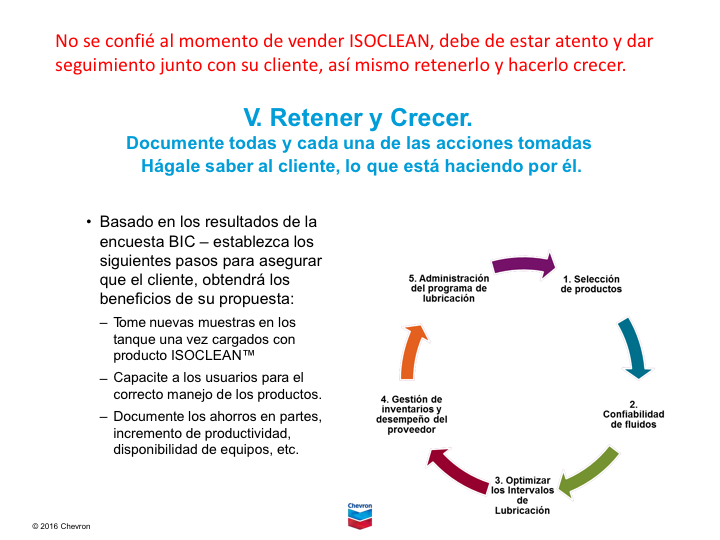 No se confié al momento de vender ISOCLEAN, debe de estar atento y dar
seguimiento junto con su cliente, así mismo retenerlo y hacerlo crecer.
V. Retener y Crecer.
Documente todas y cada una de las acciones tomadas
Hágale saber al cliente, lo que está haciendo por él.
• Basado en los resultados de la
encuesta BIC – establezca los
siguientes pasos para asegurar
que el cliente, obtendrá los
beneficios de su propuesta:
– Tome nuevas muestras en los
tanque una vez cargados con
producto ISOCLEAN™
– Capacite a los usuarios para el
correcto manejo de los productos.
– Documente los ahorros en partes,
incremento de productividad,
disponibilidad de equipos, etc.
1. Selección
de productos
2.
Confiabilidad
de fluidos
3. Optimizar
los Intervalos
de
Lubricación
4. Gestión de
inventarios y
desempeño del
proveedor
5. Administración
del programa de
lubricación
Chevron
© 2016 Chevron